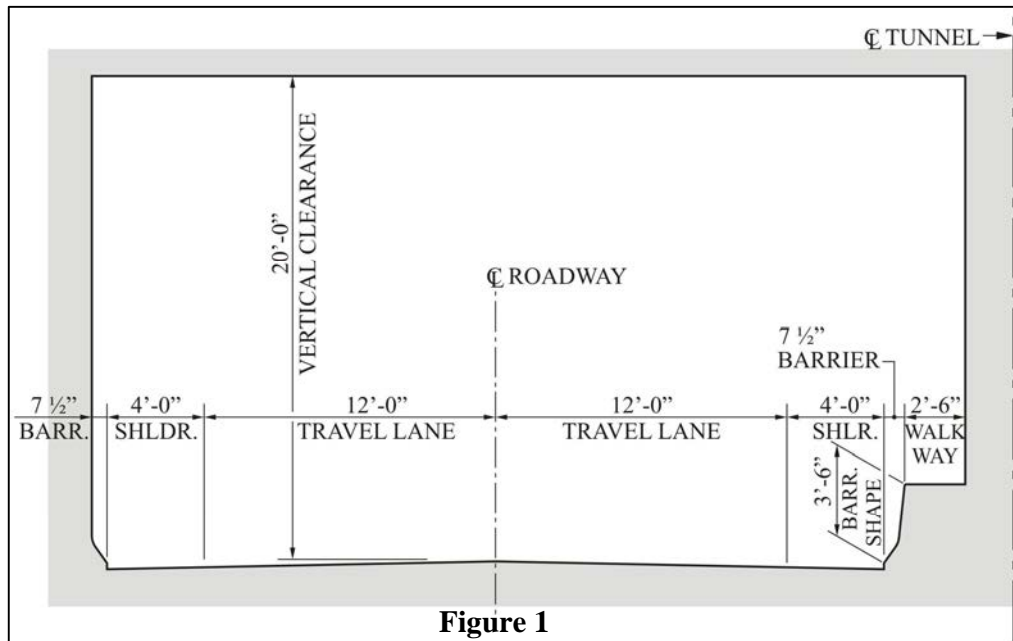 ℄ TUNNEL
20’-0”
VERTICAL CLEARANCE
℄ ROADWAY
7 ½”
BARRIER
7 ½”
BARR.
4’-0”
SHLDR.
12’-0”
TRAVEL LANE
12’-0”
TRAVEL LANE
4’-0”
SHLR.
2’-6”
WALK
WAY
3’-6”
BARR.
SHAPE
Figure 1